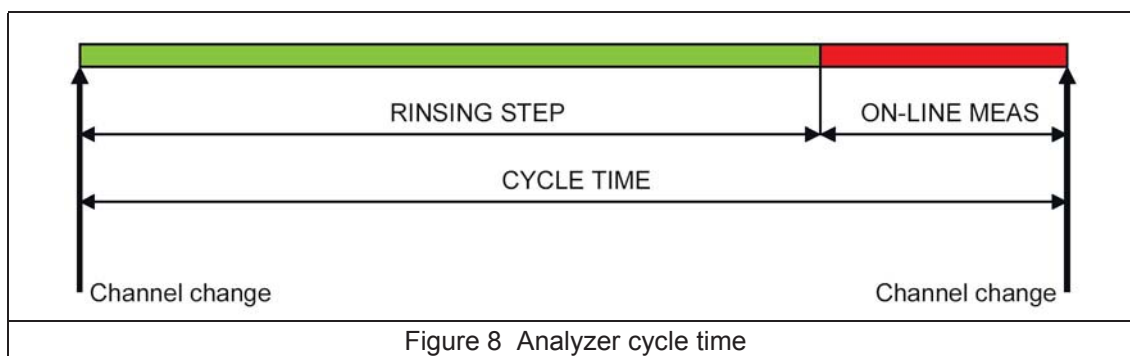 RINSING STEP
ON-LINE MEAS
CYCLE TIME
Channel change
Channel change
Figure 8 Analyzer cycle time